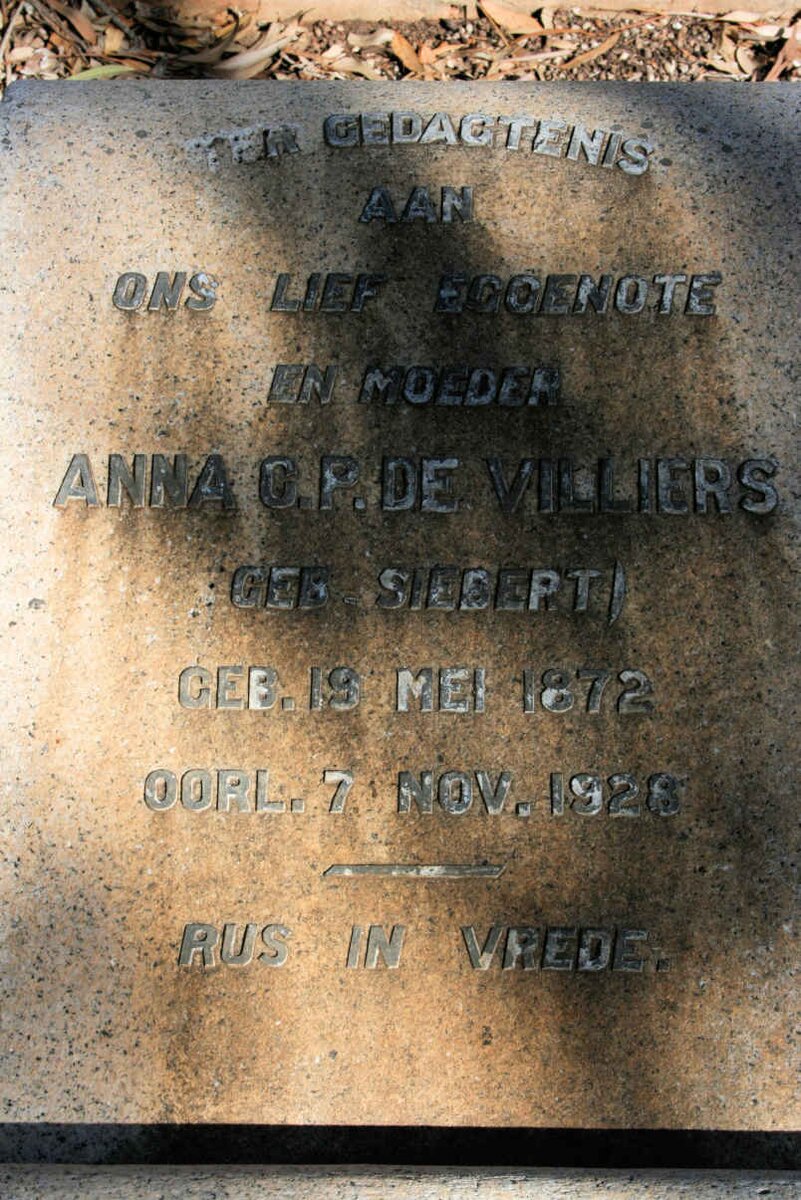 TER GEDAGTENIS
AAN
ONS LIEF EGGENOTE
EN MOEDER
ANNA C.P. DE VILLIERS
GEB. SIEBERT)
GEB. 19 MEI 1872
OORL. 7 NOV. 1928
RUS IN VREDE.